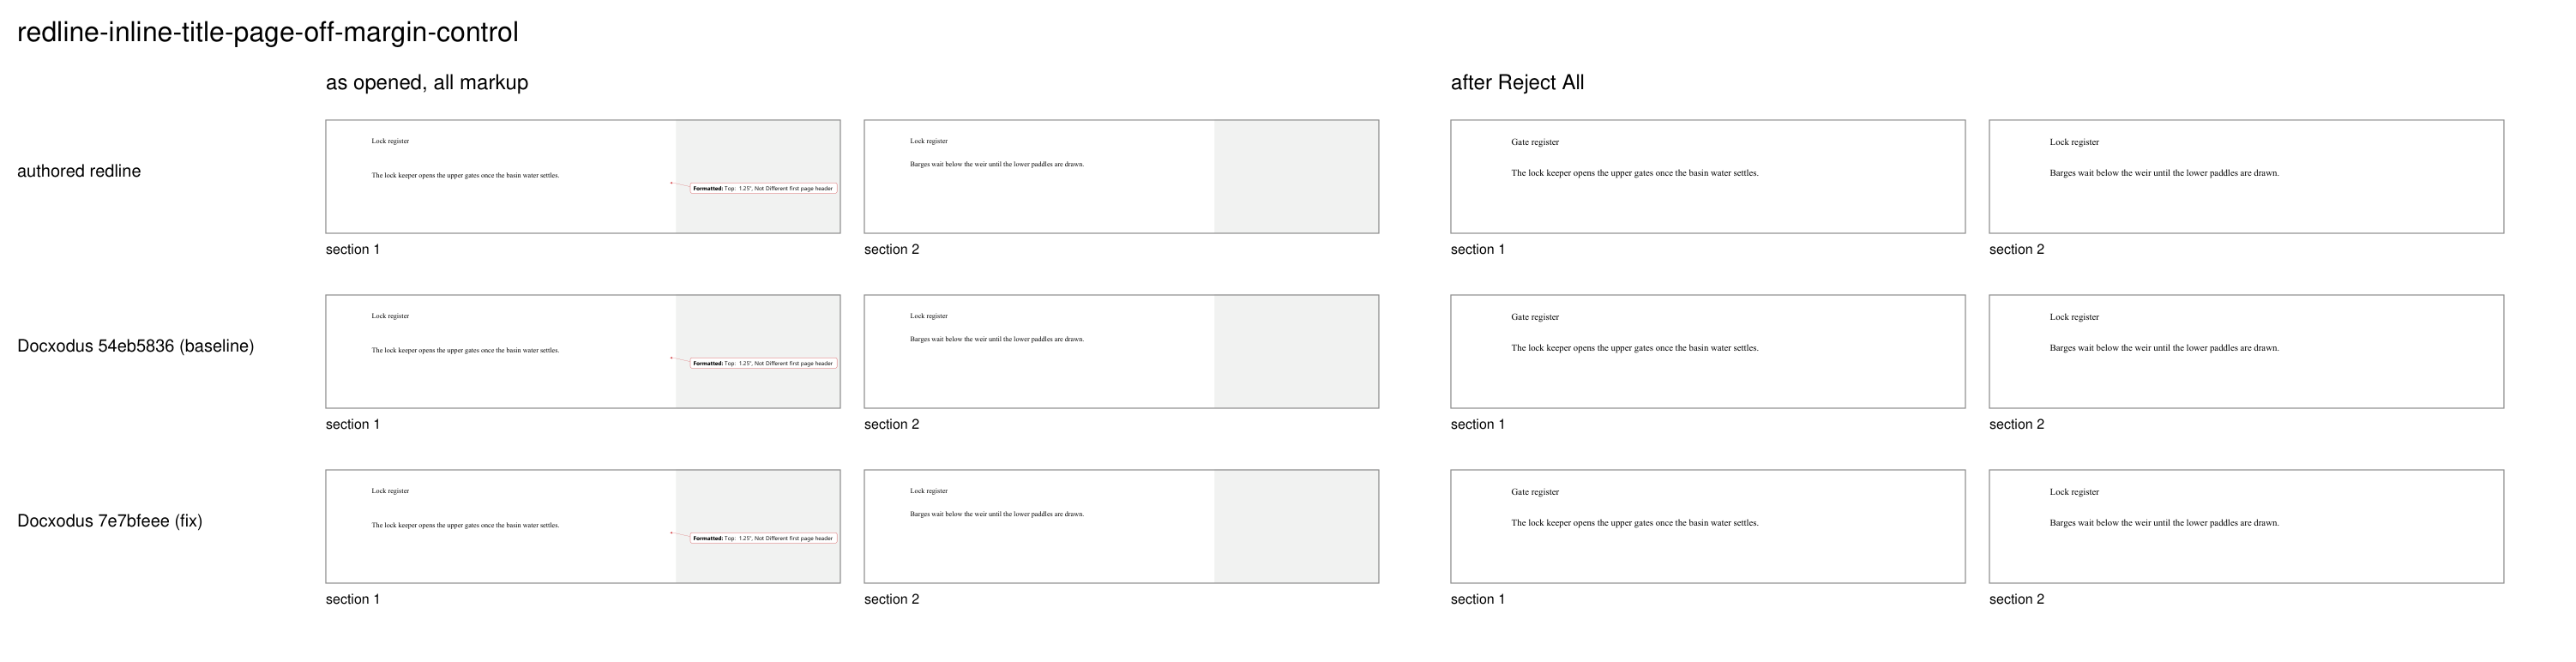 redline-inline-title-page-off-margin-control
as opened, all markup
after Reject All
authored redline
Lock register
The lock keeper opens the upper gates once the basin water settles.
Formatted: Top: 1.25", Not Different first page header
section 1
Lock register
Barges wait below the weir until the lower paddles are drawn.
section 2
Gate register
The lock keeper opens the upper gates once the basin water settles.
section 1
Lock register
Barges wait below the weir until the lower paddles are drawn.
section 2
Docxodus 54eb5836 (baseline)
Lock register
The lock keeper opens the upper gates once the basin water settles.
Formatted: Top: 1.25", Not Different first page header
section 1
Lock register
Barges wait below the weir until the lower paddles are drawn.
section 2
Gate register
The lock keeper opens the upper gates once the basin water settles.
section 1
Lock register
Barges wait below the weir until the lower paddles are drawn.
section 2
Docxodus 7e7bfeee (fix)
Lock register
The lock keeper opens the upper gates once the basin water settles.
Formatted: Top: 1.25", Not Different first page header
section 1
Lock register
Barges wait below the weir until the lower paddles are drawn.
section 2
Gate register
The lock keeper opens the upper gates once the basin water settles.
section 1
Lock register
Barges wait below the weir until the lower paddles are drawn.
section 2